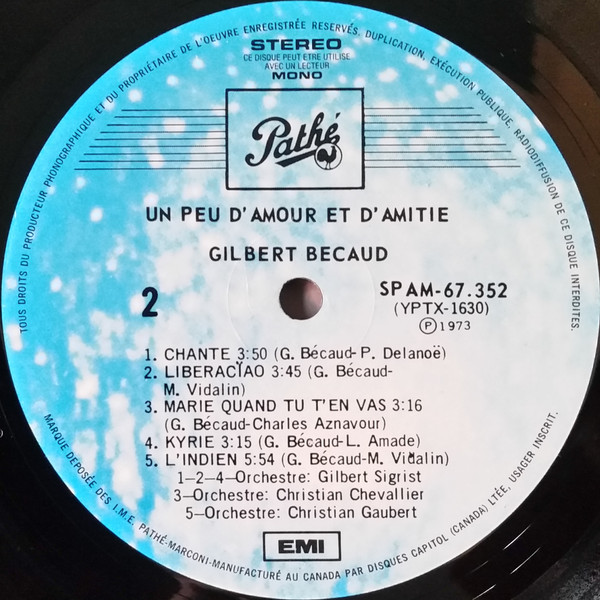 TOUS DROITS DU PRODUCTEUR PHONOGRAPHIQUE ET DU PROPRIÉTAIRE DE L'OEUVRE ENREGISTRÉE RESERVÉS, DUPLICATION, EXÉCUTION PUBLIQUE, RADIODIFFUSION DE CE DISQUE INTERDITES.
STEREO
CE DISQUE PEUT ETRE UTILISE
AVEC UN LECTEUR
MONO
Pathé
UN PEU D'AMOUR ET D'AMITIE
GILBERT BECAUD
2
SPAM-67.352
(YPTX-1630)
Ⓟ1973
1. CHANTE 3:50 (G. Bécaud-P. Delanoë)
2. LIBERACĬAO 3:45 (G. Bécaud-
M. Vidalin)
3. MARIE QUAND TU T'EN VAS 3:16
(G. Bécaud-Charles Aznavour)
4. KYRIE 3:15 (G. Bécaud-L. Amade)
5. L'INDIEN 5:54 (G. Bécaud-M. Vidalin)
1-2-4-Orchestre: Gilbert Sigrist
3-Orchestre: Christian Chevallier
5-Orchestre: Christian Gaubert
EMI
MARQUE DEPOSÉE DES I.M.E. PATHÉ-MARCONI-MANUFACTURÉ AU CANADA PAR DISQUES CAPITOL (CANADA) LTÉE, USAGER INSCRIT.